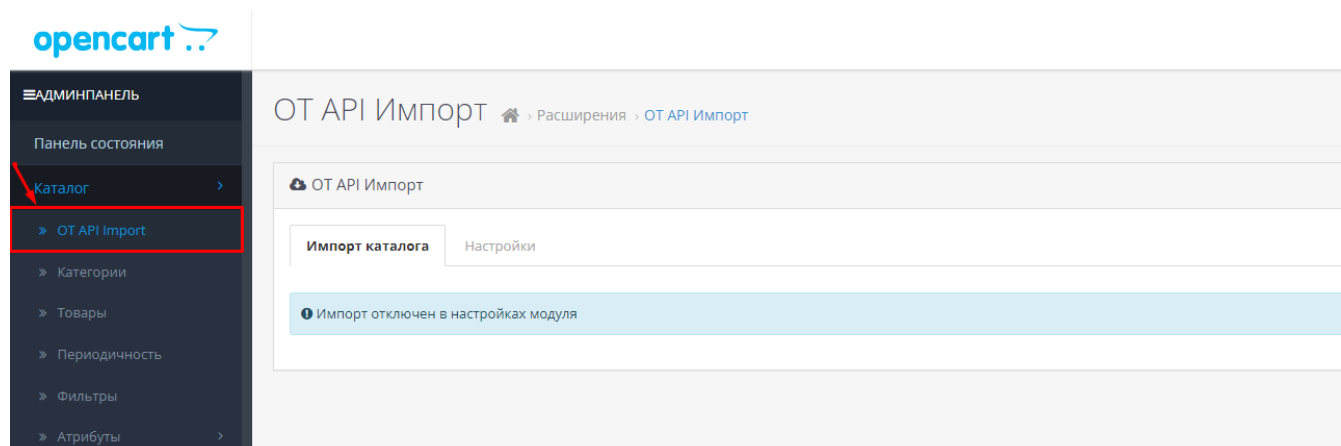 opencart
АДМИНПАНЕЛЬ
Панель состояния
Каталог
» OT API Import
» Категории
» Товары
» Периодичность
» Фильтры
» Атрибуты
OT API Импорт › Расширения › OT API Импорт
OT API Импорт
Импорт каталога Настройки
Импорт отключен в настройках модуля